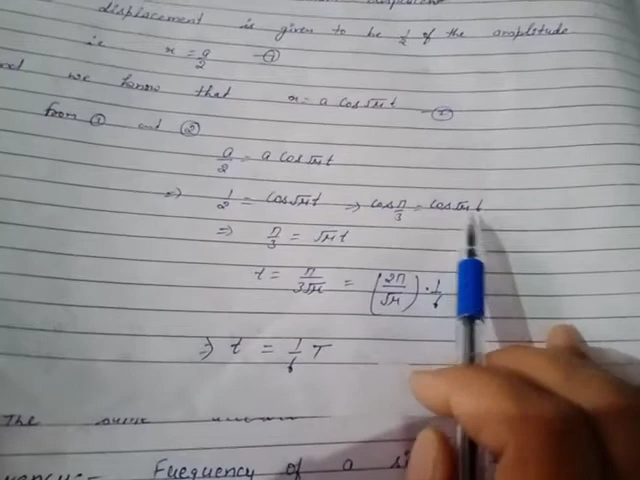 displacement is given to be 1/2 of the amplitude
ie x = a/2 —①
we know that x = a cos√μ t —②
from ① and ②
a/2 = a cos√μ t
⇒ 1/2 = cos√μ t ⇒ cos π/3 = cos√μ t
⇒ π/3 = √μ t
t = π/3√μ = (2π/√μ) · 1/6
⇒ t = 1/6 T
The
Frequency of a si